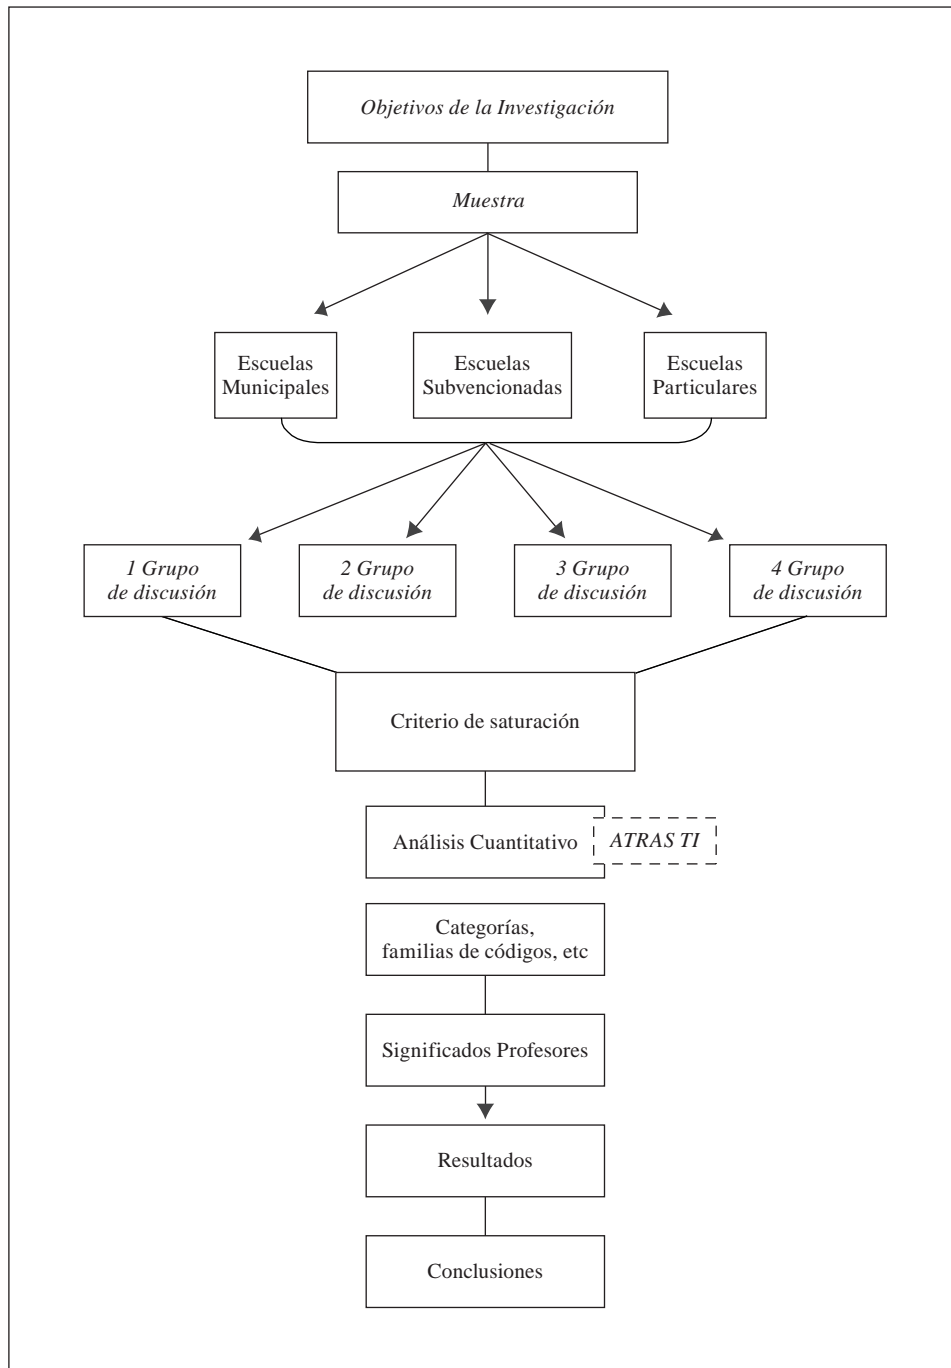 Objetivos de la Investigación
Muestra
Escuelas
Municipales
Escuelas
Subvencionadas
Escuelas
Particulares
1 Grupo
de discusión
2 Grupo
de discusión
3 Grupo
de discusión
4 Grupo
de discusión
Criterio de saturación
Análisis Cuantitativo
ATRAS TI
Categorías,
familias de códigos, etc
Significados Profesores
Resultados
Conclusiones